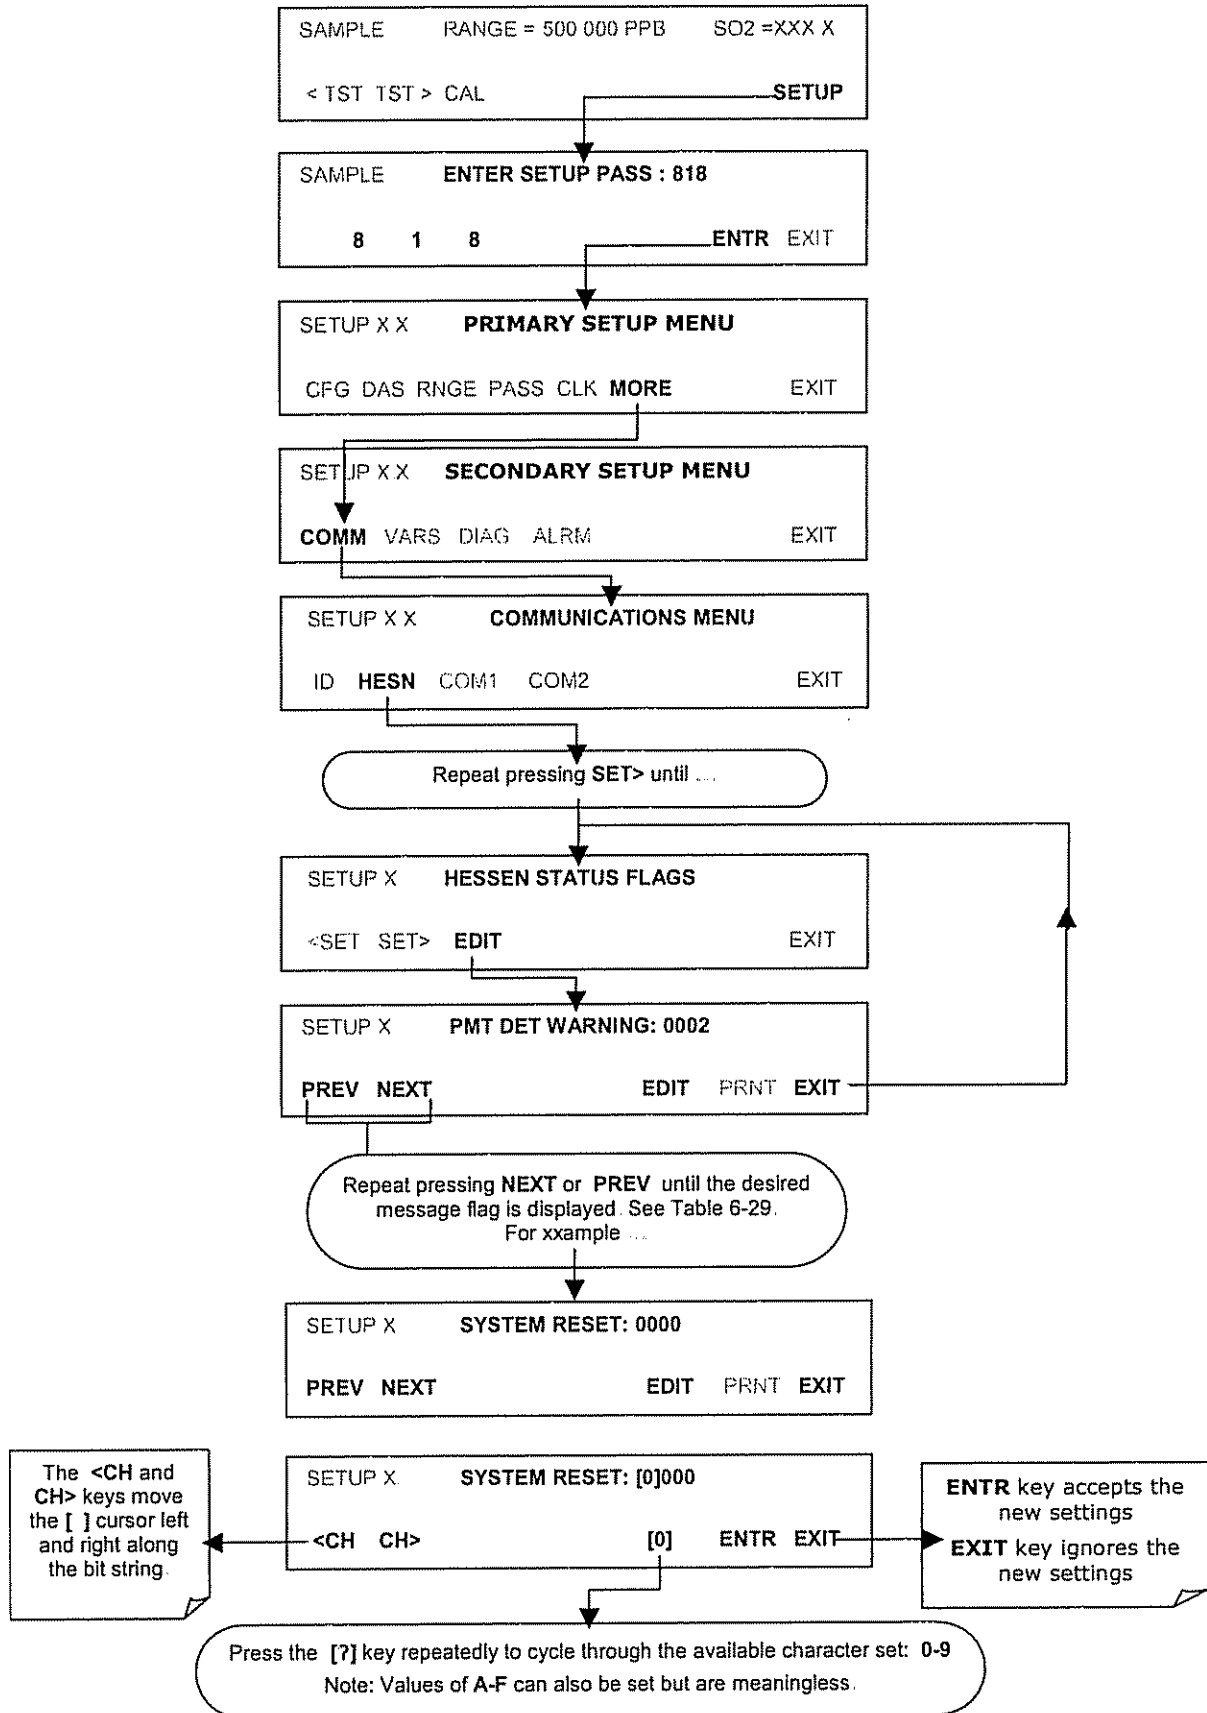 SAMPLE RANGE = 500 000 PPB SO2 =XXX X
< TST TST > CAL SETUP
SAMPLE ENTER SETUP PASS : 818
8 1 8 ENTR EXIT
SETUP X X PRIMARY SETUP MENU
CFG DAS RNGE PASS CLK MORE EXIT
SETUP X.X SECONDARY SETUP MENU
COMM VARS DIAG ALRM EXIT
SETUP X X COMMUNICATIONS MENU
ID HESN COM1 COM2 EXIT
Repeat pressing SET> until ....
SETUP X HESSEN STATUS FLAGS
<SET SET> EDIT EXIT
SETUP X PMT DET WARNING: 0002
PREV NEXT EDIT PRNT EXIT
Repeat pressing NEXT or PREV until the desired
message flag is displayed. See Table 6-29.
For xxample ...
SETUP X SYSTEM RESET: 0000
PREV NEXT EDIT PRNT EXIT
The <CH and
CH> keys move
the [ ] cursor left
and right along
the bit string.
SETUP X. SYSTEM RESET: [0]000
<CH CH> [0] ENTR EXIT
ENTR key accepts the
new settings
EXIT key ignores the
new settings
Press the [?] key repeatedly to cycle through the available character set: 0-9
Note: Values of A-F can also be set but are meaningless.